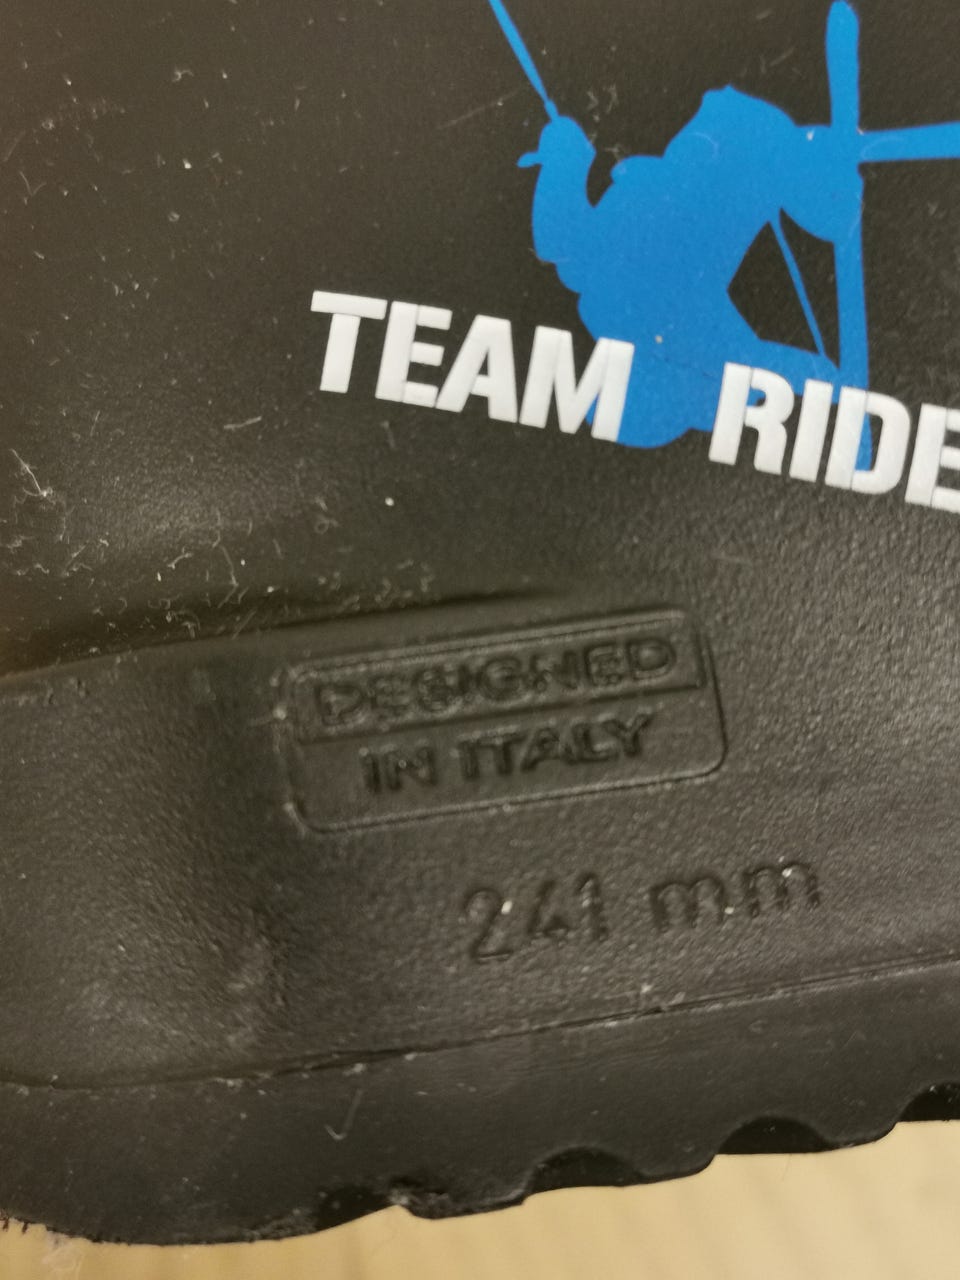 TEAM RIDE
DESIGNED
IN ITALY
241 mm